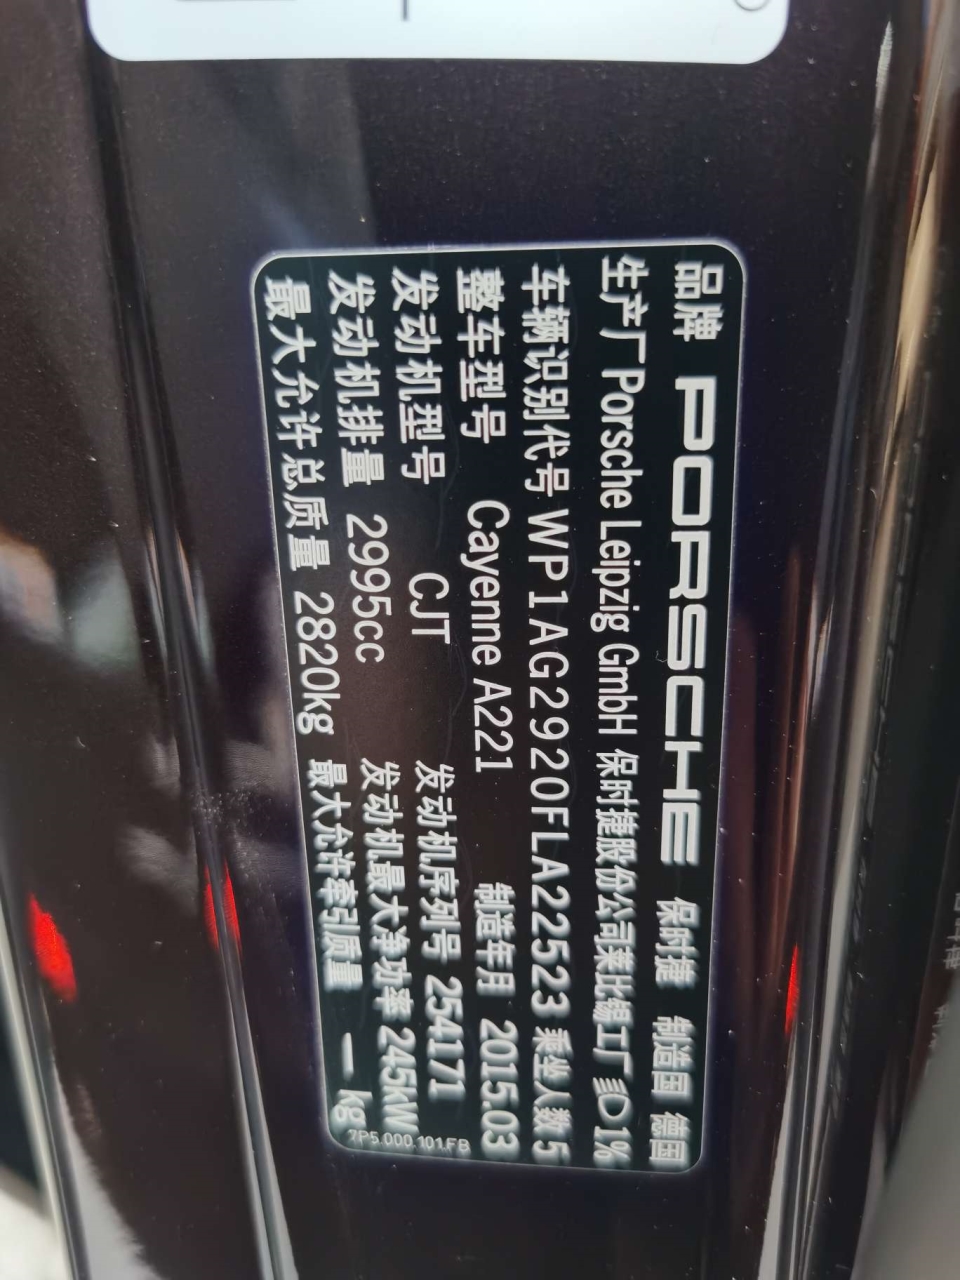 品牌 PORSCHE 保时捷 制造国 德国
生产厂 Porsche Leipzig GmbH 保时捷股份公司莱比锡工厂 1%
车辆识别代号 WP1AG2920FLA22523 乘坐人数 5
整车型号 Cayenne A221 制造年月 2015.03
发动机型号 CJT 发动机序列号 254171
发动机排量 2995cc 发动机最大净功率 245kW
最大允许总质量 2820kg 最大允许牵引质量 — kg
7P5.000.101.FB